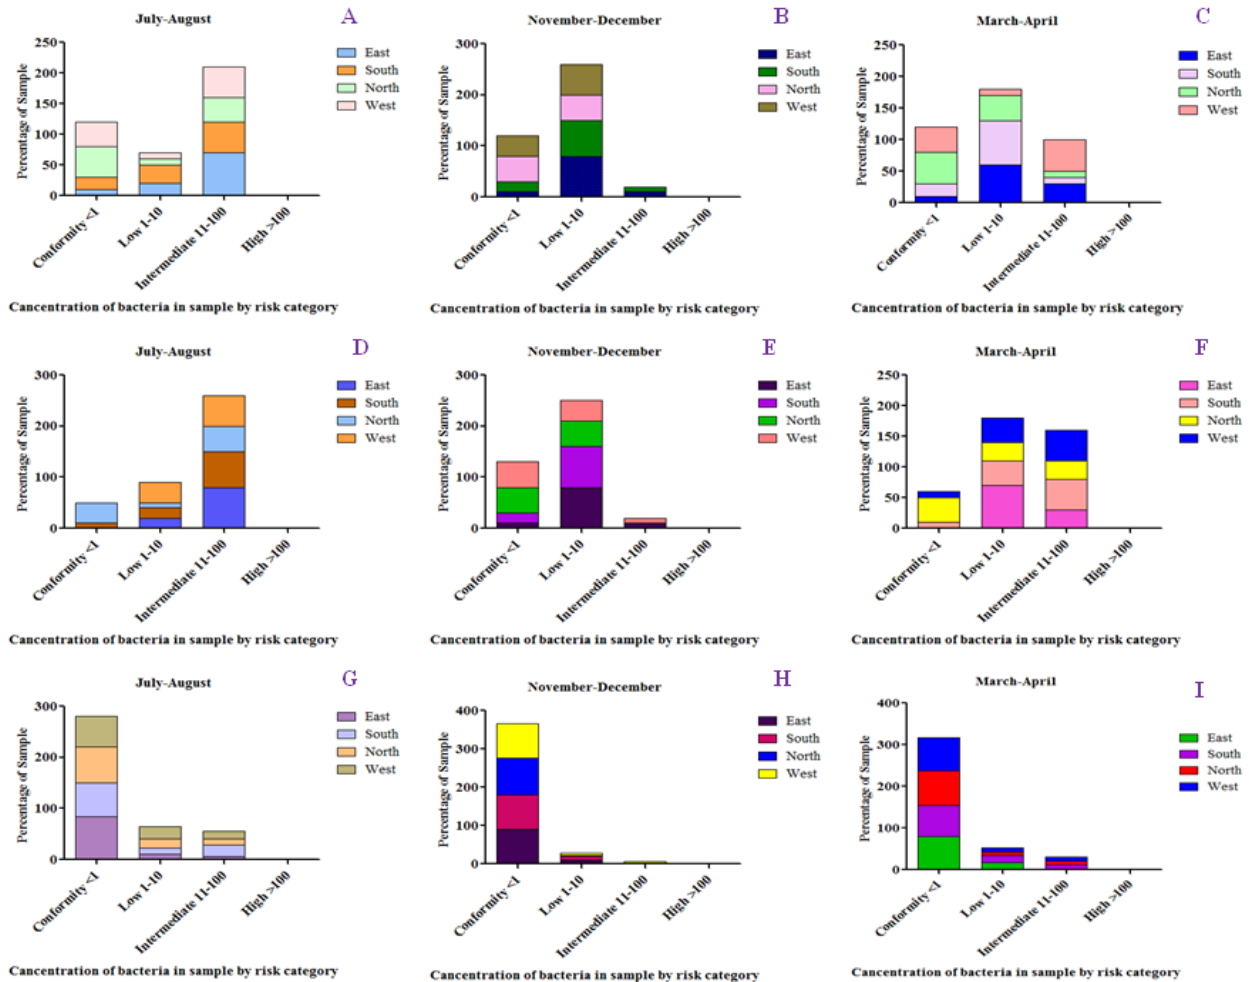 July-August
A
Percentage of Sample
250
200
150
100
50
0
East
South
North
West
Conformity <1
Low 1-10
Intermediate 11-100
High >100
Cancentration of bacteria in sample by risk category
November-December
B
Percentage of Sample
300
200
100
0
East
South
North
West
Conformity <1
Low 1-10
Intermediate 11-100
High >100
Cancentration of bacteria in sample by risk category
March-April
C
Percentage of Sample
250
200
150
100
50
0
East
South
North
West
Conformity <1
Low 1-10
Intermediate 11-100
High >100
Cancentration of bacteria in sample by risk category
July-August
D
Percentage of Sample
300
200
100
0
East
South
North
West
Conformity <1
Low 1-10
Intermediate 11-100
High >100
Cancentration of bacteria in sample by risk category
November-December
E
Percentage of Sample
300
200
100
0
East
South
North
West
Conformity <1
Low 1-10
Intermediate 11-100
High >100
Cancentration of bacteria in sample by risk category
March-April
F
Percentage of Sample
250
200
150
100
50
0
East
South
North
West
Conformity <1
Low 1-10
Intermediate 11-100
High >100
Cancentration of bacteria in sample by risk category
July-August
G
Percentage of Sample
300
200
100
0
East
South
North
West
Conformity <1
Low 1-10
Intermediate 11-100
High >100
Cancentration of bacteria in sample by risk category
November-December
H
Percentage of Sample
400
300
200
100
0
East
South
North
West
Conformity <1
Low 1-10
Intermediate 11-100
High >100
Cancentration of bacteria in sample by risk category
March-April
I
Percentage of Sample
400
300
200
100
0
East
South
North
West
Conformity <1
Low 1-10
Intermediate 11-100
High >100
Cancentration of bacteria in sample by risk category